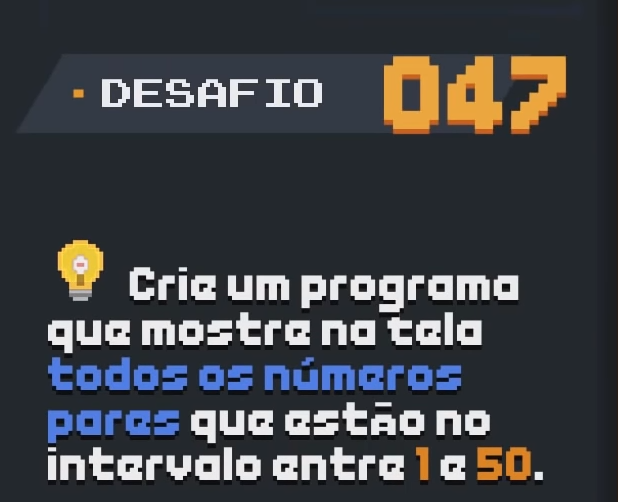 DESAFIO 047
Crie um programa
que mostre na tela
todos os números
pares que estão no
intervalo entre 1 e 50.